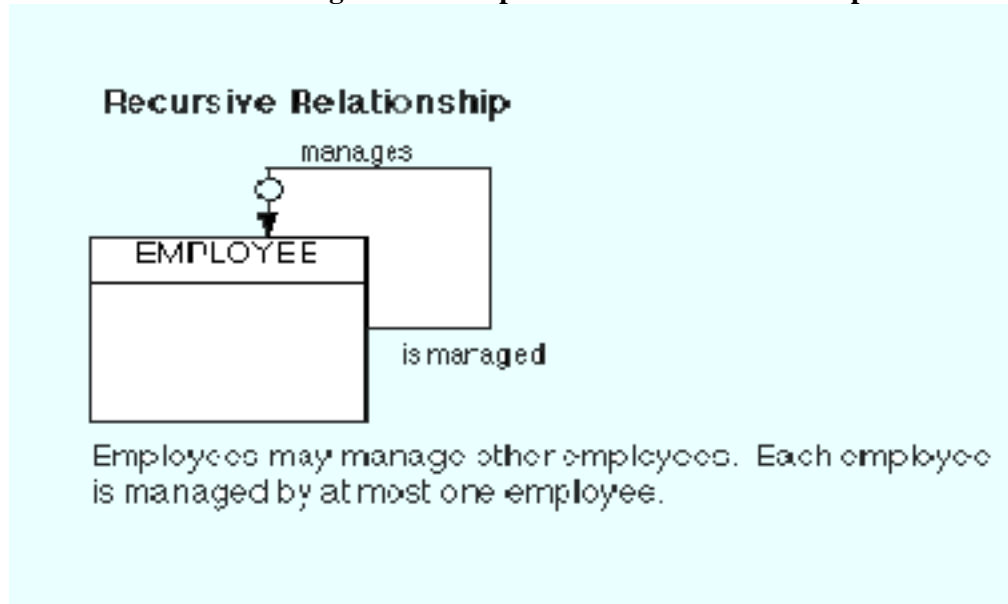 Recursive Relationship
manages
EMPLOYEE
is managed
Employees may manage other employees. Each employee
is managed by at most one employee.